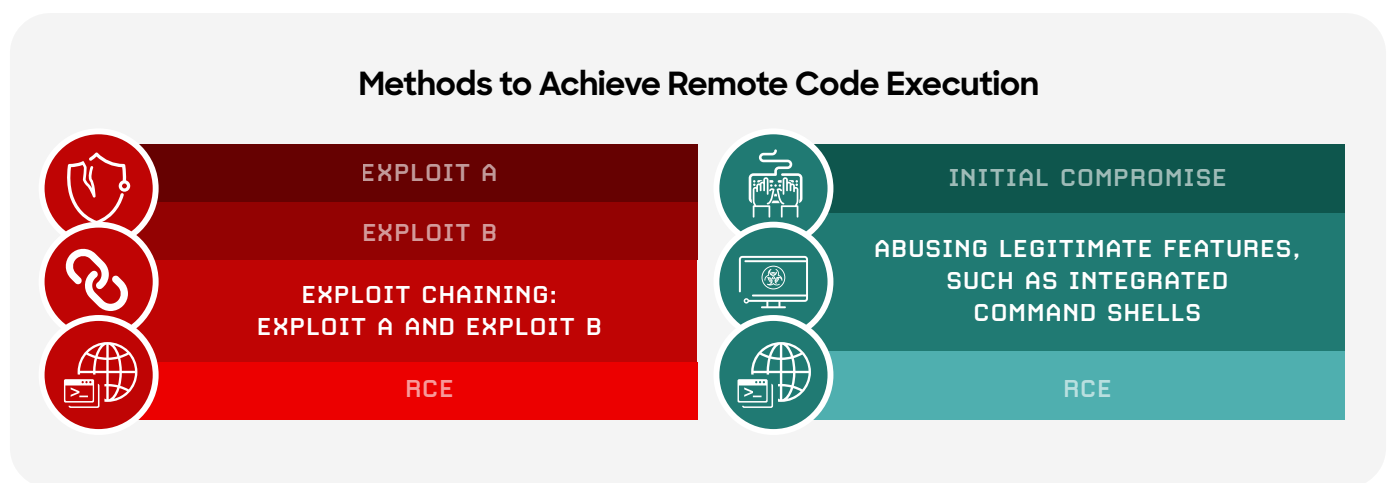 Methods to Achieve Remote Code Execution
EXPLOIT A
EXPLOIT B
EXPLOIT CHAINING:
EXPLOIT A AND EXPLOIT B
RCE
INITIAL COMPROMISE
ABUSING LEGITIMATE FEATURES,
SUCH AS INTEGRATED
COMMAND SHELLS
RCE